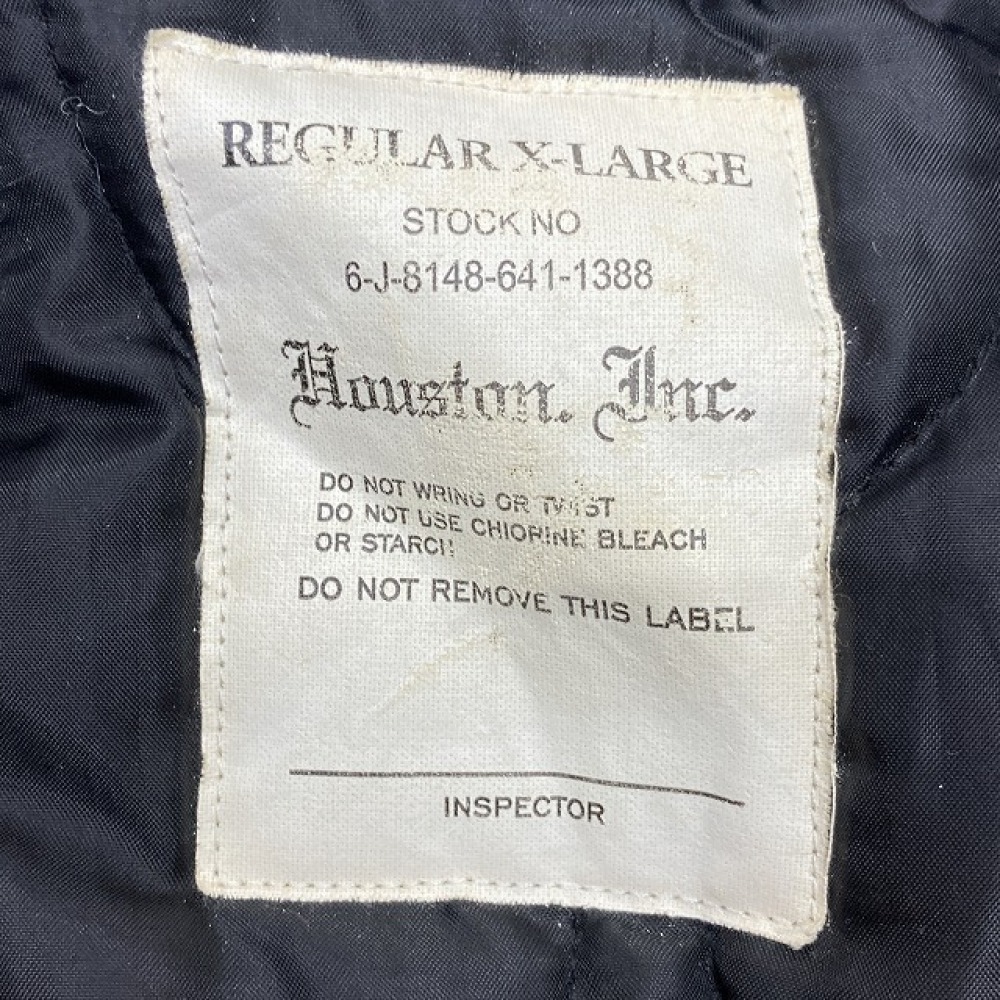 REGULAR X-LARGE
STOCK NO
6-J-8148-641-1388
Houston. Inc.
DO NOT WRING OR TWIST
DO NOT USE CHIORINE BLEACH
OR STARCH
DO NOT REMOVE THIS LABEL
INSPECTOR